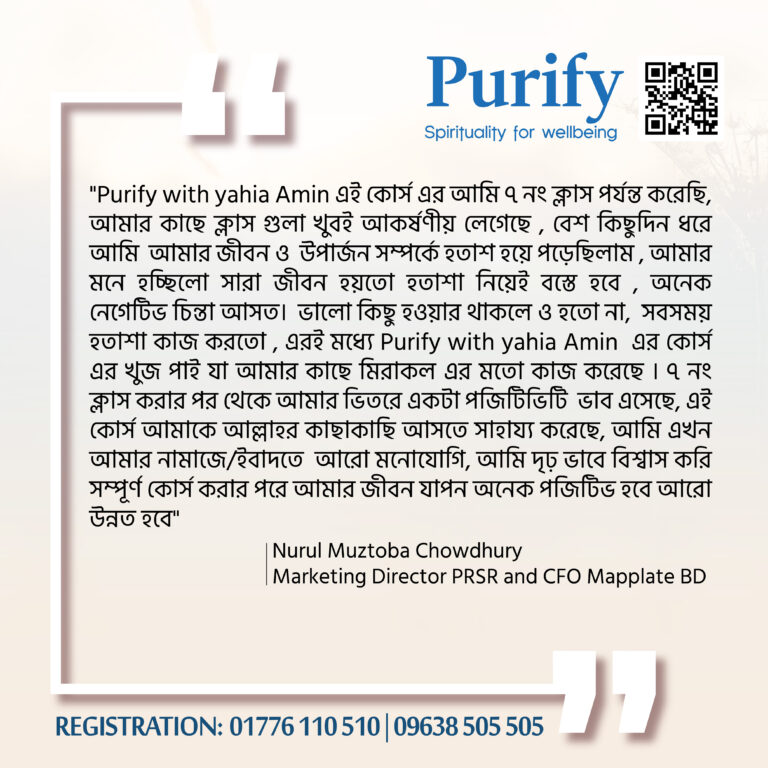 Purify
Spirituality for wellbeing
"Purify with yahia Amin এই কোর্স এর আমি ৭ নং ক্লাস পর্যন্ত করেছি,
আমার কাছে ক্লাস গুলা খুবই আকর্ষণীয় লেগেছে , বেশ কিছুদিন ধরে
আমি আমার জীবন ও উপার্জন সম্পর্কে হতাশ হয়ে পড়েছিলাম , আমার
মনে হচ্ছিলো সারা জীবন হয়তো হতাশা নিয়েই বস্তে হবে , অনেক
নেগেটিভ চিন্তা আসত। ভালো কিছু হওয়ার থাকলে ও হতো না, সবসময়
হতাশা কাজ করতো , এরই মধ্যে Purify with yahia Amin এর কোর্স
এর খুজ পাই যা আমার কাছে মিরাকল এর মতো কাজ করেছে । ৭ নং
ক্লাস করার পর থেকে আমার ভিতরে একটা পজিটিভিটি ভাব এসেছে, এই
কোর্স আমাকে আল্লাহর কাছাকাছি আসতে সাহায্য করেছে, আমি এখন
আমার নামাজে/ইবাদতে আরো মনোযোগি, আমি দৃঢ় ভাবে বিশ্বাস করি
সম্পূর্ণ কোর্স করার পরে আমার জীবন যাপন অনেক পজিটিভ হবে আরো
উন্নত হবে"
Nurul Muztoba Chowdhury
Marketing Director PRSR and CFO Mapplate BD
REGISTRATION: 01776 110 510 | 09638 505 505